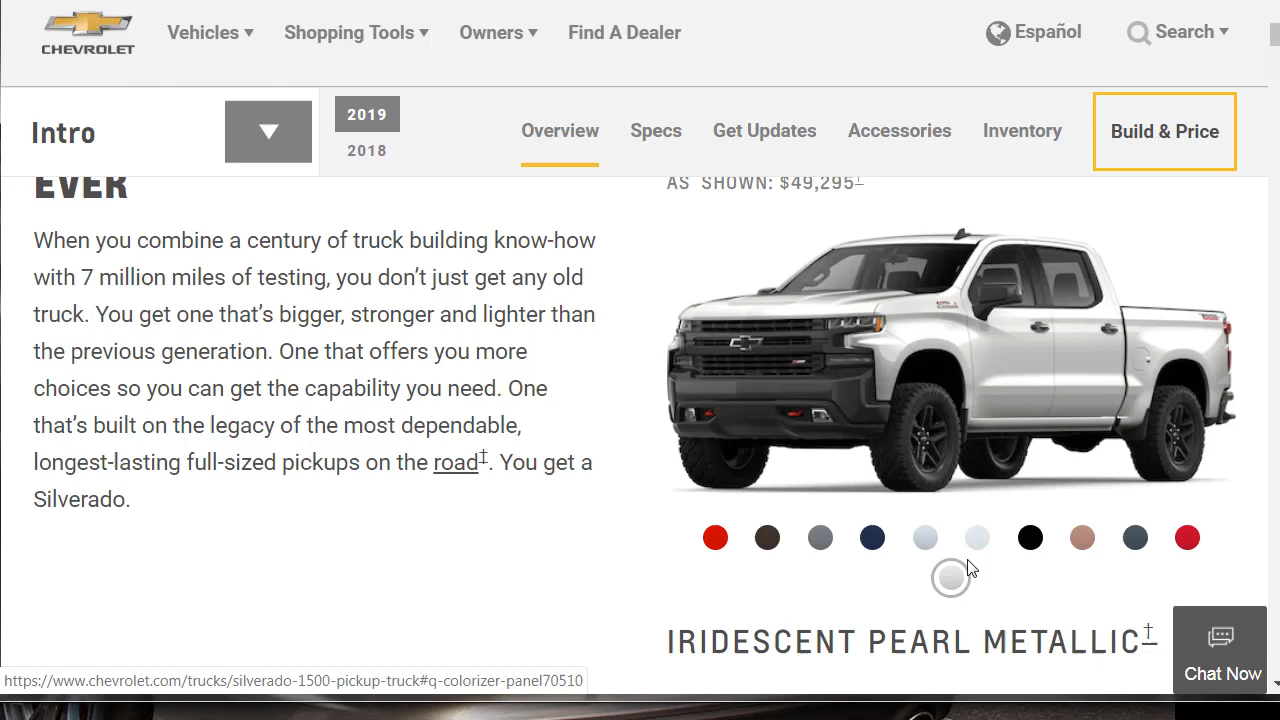 CHEVROLET
Vehicles ▾
Shopping Tools ▾
Owners ▾
Find A Dealer
Español
Search ▾
Intro
2019
2018
Overview
Specs
Get Updates
Accessories
Inventory
Build & Price
EVER
When you combine a century of truck building know-how
with 7 million miles of testing, you don’t just get any old
truck. You get one that’s bigger, stronger and lighter than
the previous generation. One that offers you more
choices so you can get the capability you need. One
that’s built on the legacy of the most dependable,
longest-lasting full-sized pickups on the road‡. You get a
Silverado.
AS SHOWN: $49,295†
IRIDESCENT PEARL METALLIC†
Chat Now
https://www.chevrolet.com/trucks/silverado-1500-pickup-truck#q-colorizer-panel70510